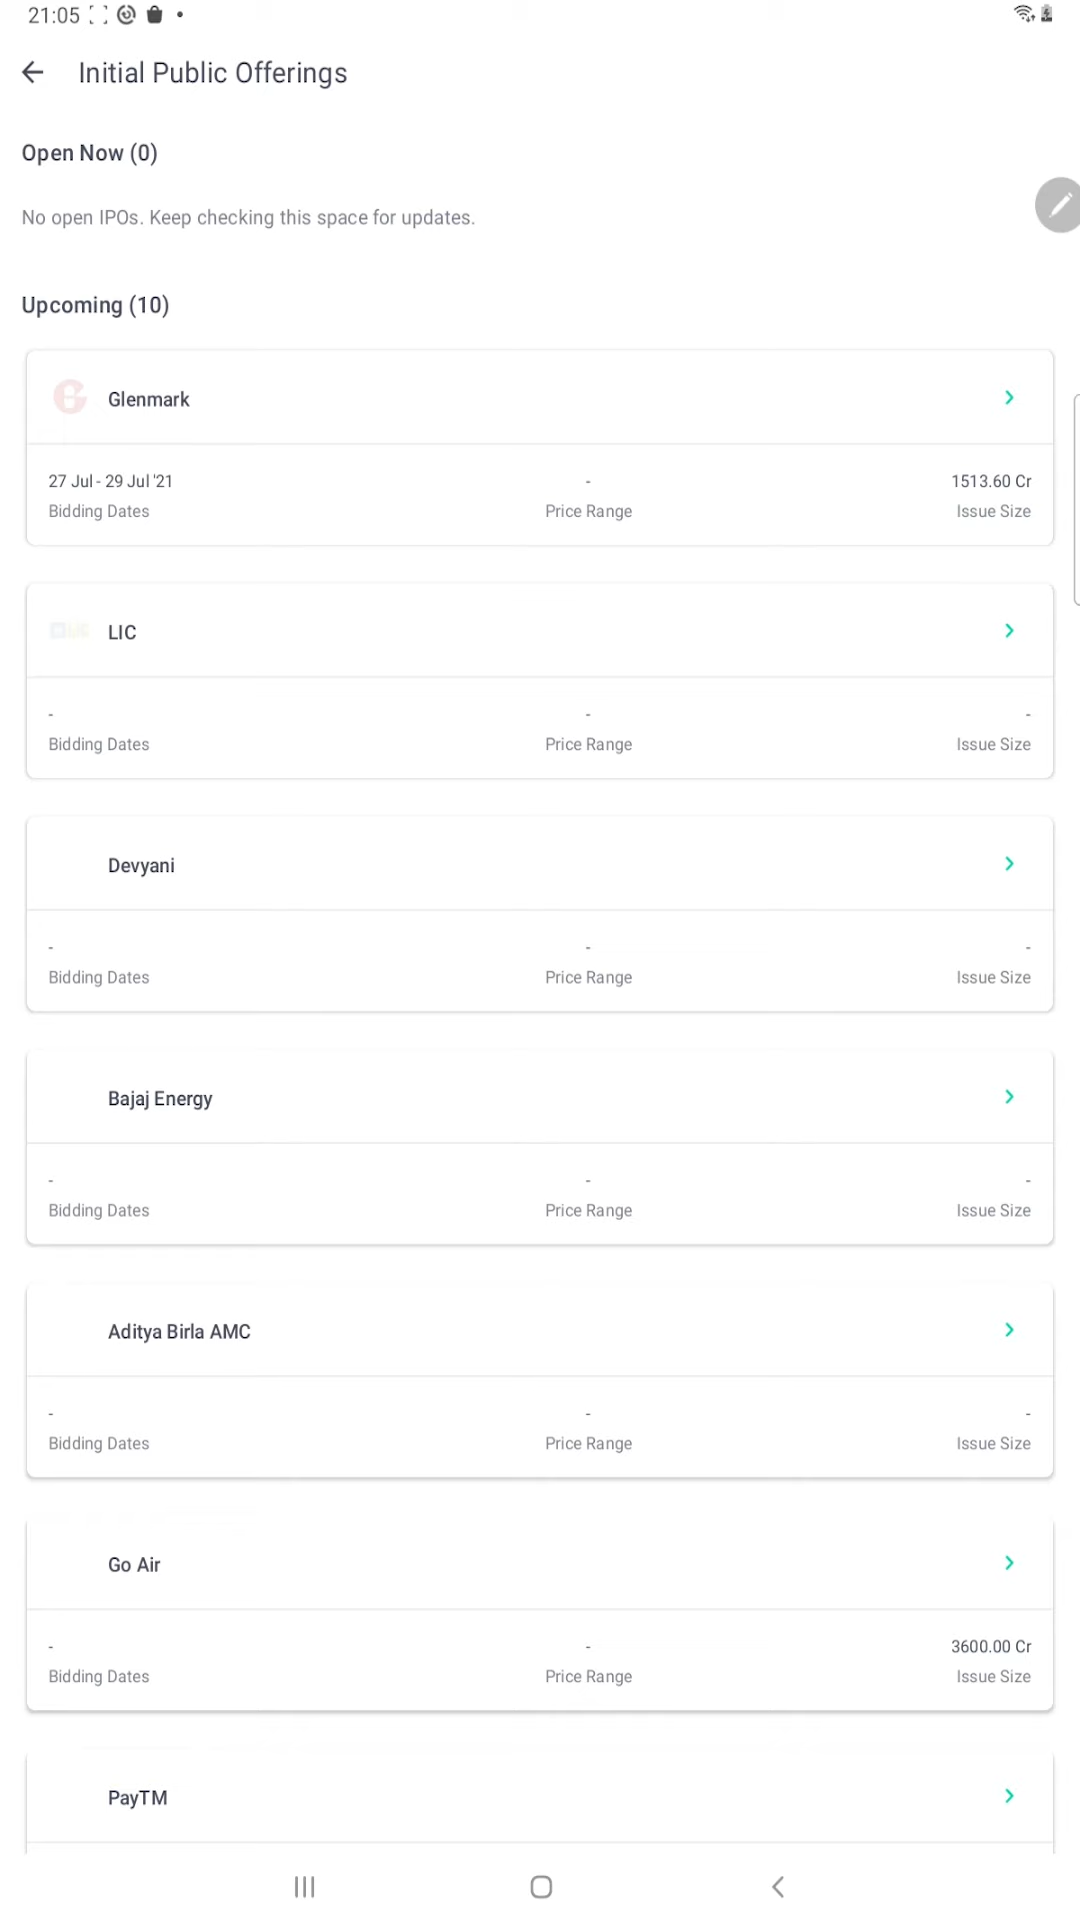 21:05
Initial Public Offerings
Open Now (0)
No open IPOs. Keep checking this space for updates.
Upcoming (10)
Glenmark
27 Jul - 29 Jul '21 - 1513.60 Cr
Bidding Dates Price Range Issue Size
LIC
- - -
Bidding Dates Price Range Issue Size
Devyani
- - -
Bidding Dates Price Range Issue Size
Bajaj Energy
- - -
Bidding Dates Price Range Issue Size
Aditya Birla AMC
- - -
Bidding Dates Price Range Issue Size
Go Air
- - 3600.00 Cr
Bidding Dates Price Range Issue Size
PayTM